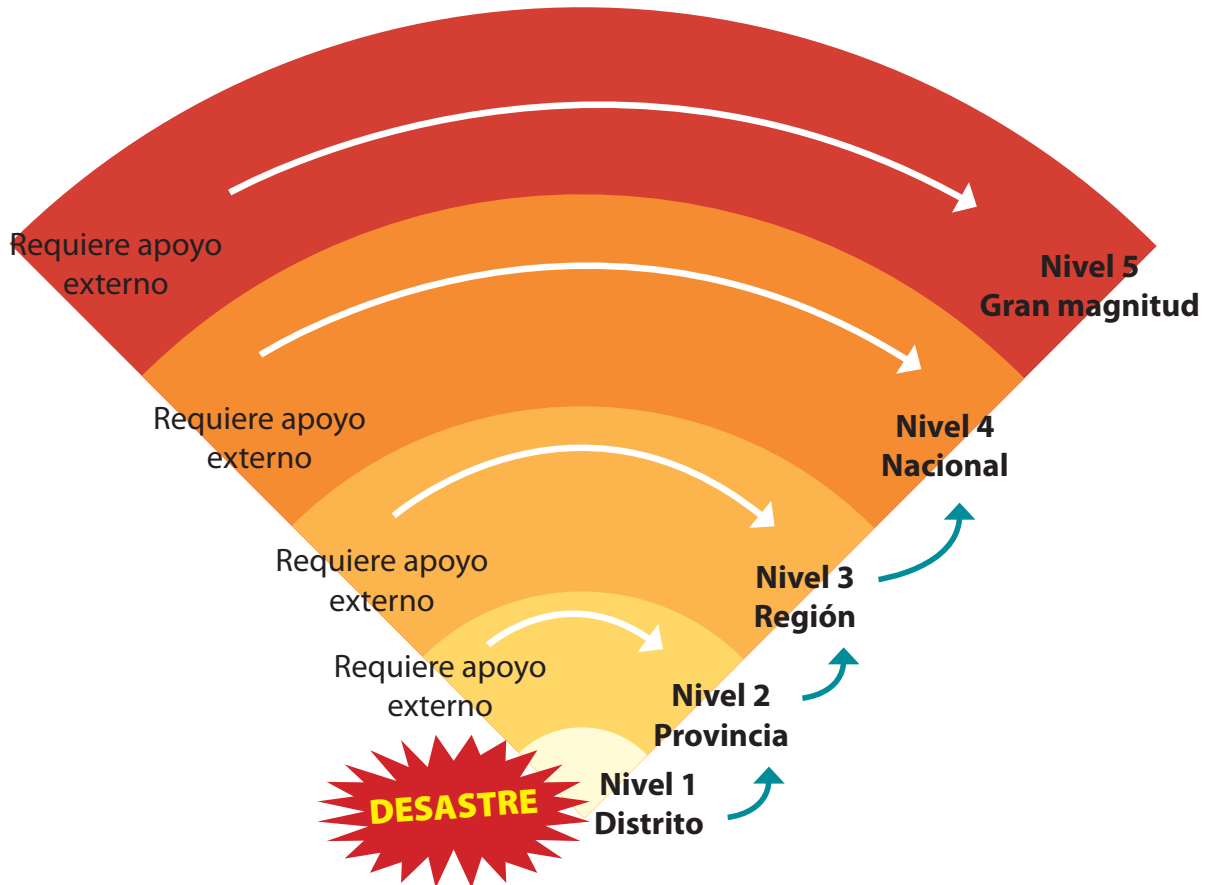 Requiere apoyo
externo
Nivel 5
Gran magnitud
Requiere apoyo
externo
Nivel 4
Nacional
Requiere apoyo
externo
Nivel 3
Región
Requiere apoyo
externo
Nivel 2
Provincia
DESASTRE
Nivel 1
Distrito